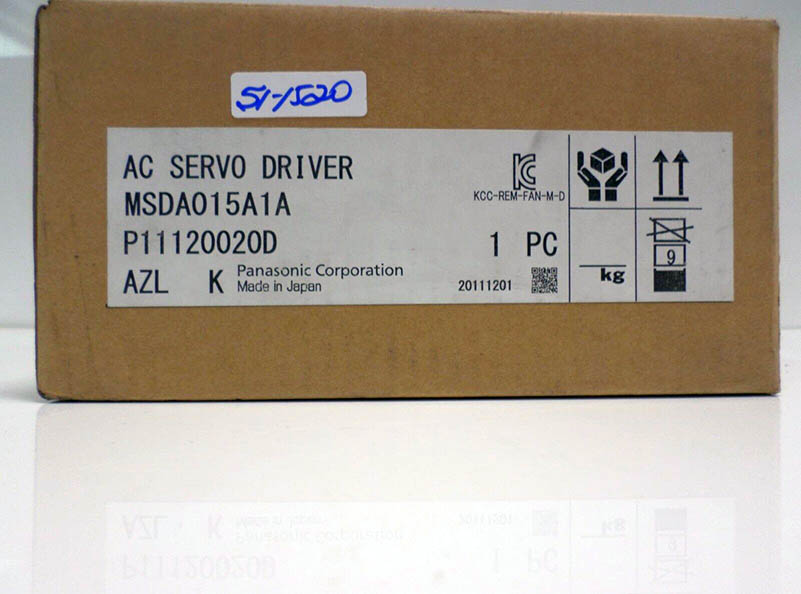 SV-1520
AC SERVO DRIVER
MSDA015A1A
KCC-REM-FAN-M-D
P11120020D 1 PC
AZL K Panasonic Corporation
Made in Japan
20111201
kg
9